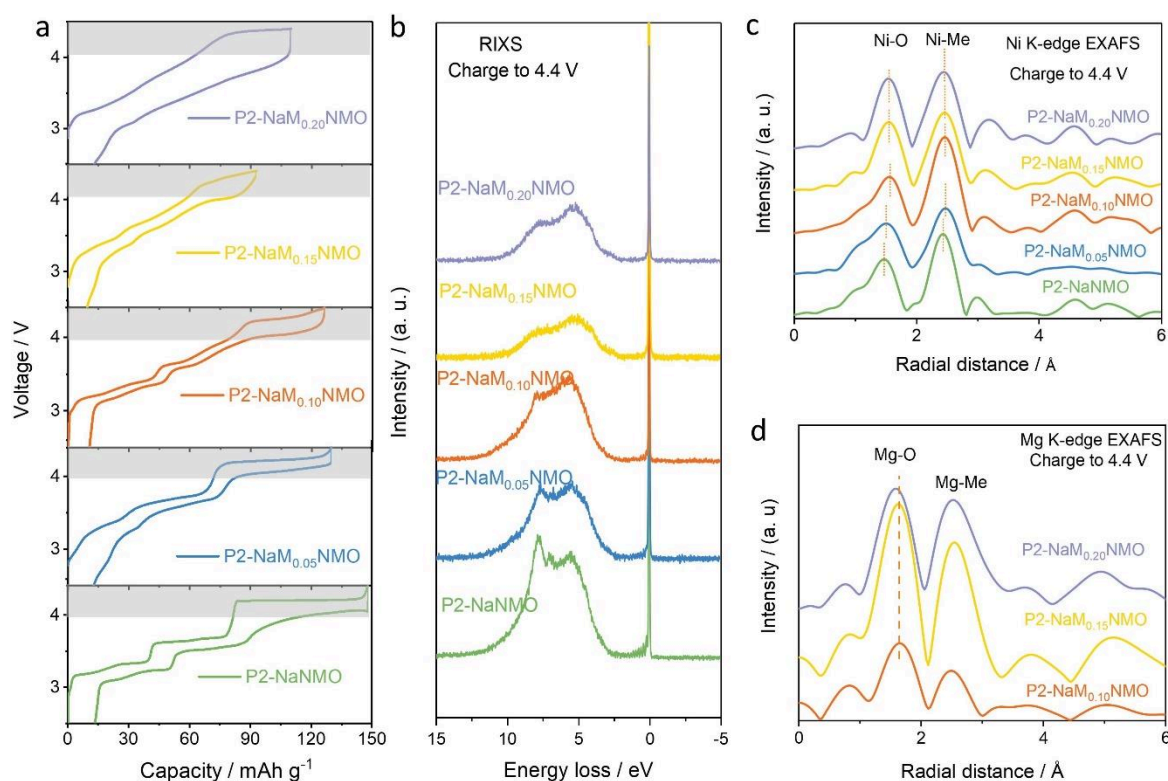 a
4
3
P2-NaM₀.₂₀NMO
4
3
P2-NaM₀.₁₅NMO
4
3
P2-NaM₀.₁₀NMO
4
3
P2-NaM₀.₀₅NMO
4
3
P2-NaNMO
0 30 60 90 120 150
Voltage / V
Capacity / mAh g⁻¹
b
RIXS
Charge to 4.4 V
P2-NaM₀.₂₀NMO
P2-NaM₀.₁₅NMO
P2-NaM₀.₁₀NMO
P2-NaM₀.₀₅NMO
P2-NaNMO
15 10 5 0 -5
Intensity / (a. u.)
Energy loss / eV
c
Ni-O Ni-Me Ni K-edge EXAFS
Charge to 4.4 V
P2-NaM₀.₂₀NMO
P2-NaM₀.₁₅NMO
P2-NaM₀.₁₀NMO
P2-NaM₀.₀₅NMO
P2-NaNMO
0 2 4 6
Intensity / (a. u.)
Radial distance / Å
d
Mg K-edge EXAFS
Charge to 4.4 V
Mg-O
Mg-Me
P2-NaM₀.₂₀NMO
P2-NaM₀.₁₅NMO
P2-NaM₀.₁₀NMO
0 2 4 6
Intensity / (a. u)
Radial distance / Å